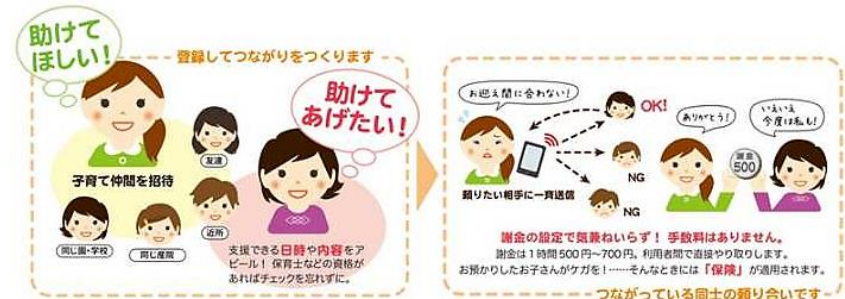 助けて
ほしい！
登録してつながりをつくります
助けて
あげたい！
友達
子育て仲間を招待
近所
同じ園・学校
同じ産院
支援できる日時や内容をア
ピール！ 保育士などの資格が
あればチェックを忘れずに。
お迎え間に合わない！
OK!
ありがとう！
いえいえ
今度は私も！
謝金
500
NG
頼りたい相手に一斉送信
NG
謝金の設定で気兼ねいらず！ 手数料はありません。
謝金は1時間500円〜700円。利用者間で直接やり取りします。
お預かりしたお子さんがケガを！……そんなときには「保険」が適用されます。
つながっている同士の頼り合いです